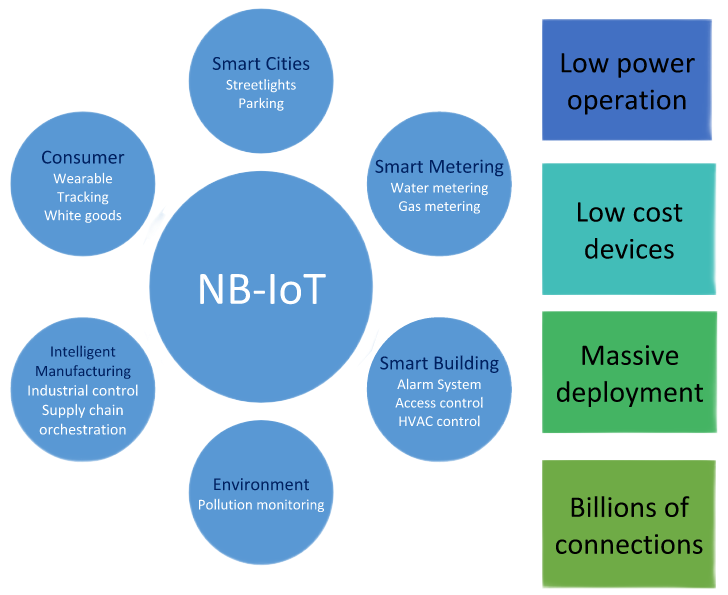 Smart Cities
Streetlights
Parking
Consumer
Wearable
Tracking
White goods
Smart Metering
Water metering
Gas metering
NB-IoT
Intelligent
Manufacturing
Industrial control
Supply chain
orchestration
Smart Building
Alarm System
Access control
HVAC control
Environment
Pollution monitoring
Low power
operation
Low cost
devices
Massive
deployment
Billions of
connections